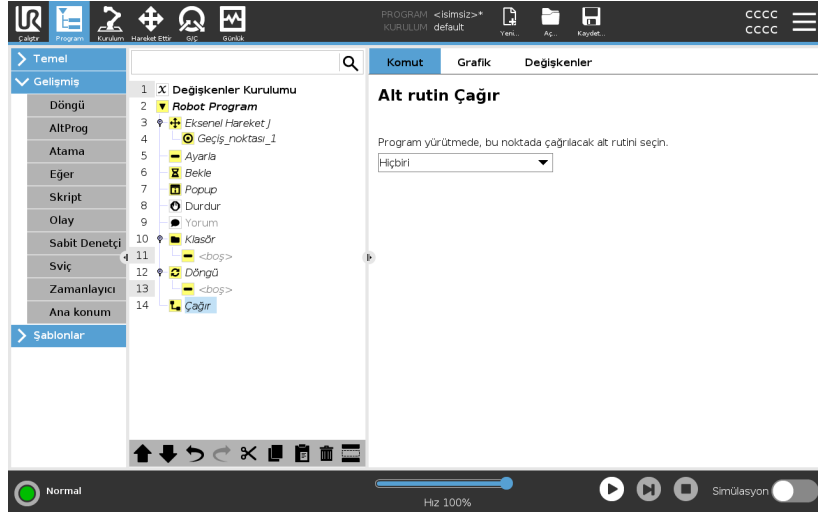 UR
PROGRAM <isimsiz>*
KURULUM default
CCCC
CCCC
Çalıştır Program Kurulum Hareket Ettir G/Ç Günlük
Yeni... Aç... Kaydet...
Temel
Gelişmiş
Döngü
AltProg
Atama
Eğer
Skript
Olay
Sabit Denetçi
Sviç
Zamanlayıcı
Ana konum
Şablonlar
1 X Değişkenler Kurulumu
2 Robot Program
3 Eksenel Hareket J
4 Geçiş_noktası_1
5 Ayarla
6 Bekle
7 Popup
8 Durdur
9 Yorum
10 Klasör
11 <boş>
12 Döngü
13 <boş>
14 Çağır
Komut Grafik Değişkenler
Alt rutin Çağır
Program yürütmede, bu noktada çağrılacak alt rutini seçin.
Hiçbiri
Normal
Hız 100%
Simülasyon